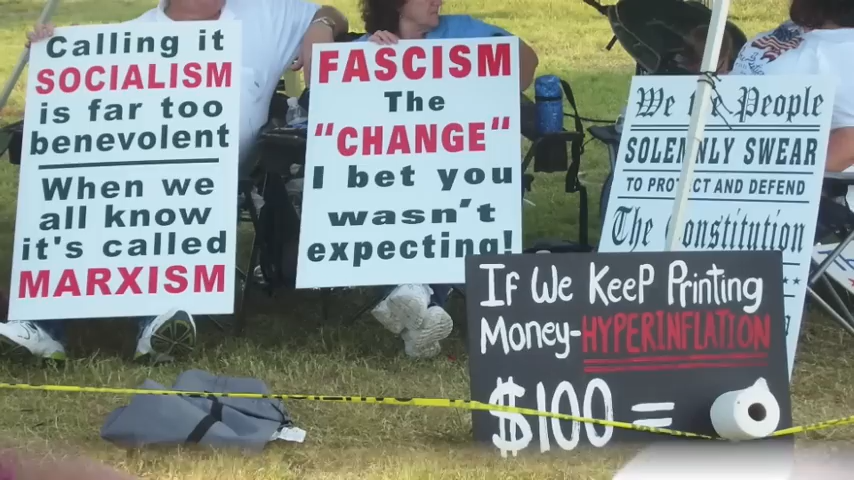 Calling it
SOCIALISM
is far too
benevolent
When we
all know
it's called
MARXISM
FASCISM
The
"CHANGE"
I bet you
wasn't
expecting!
We the People
SOLEMNLY SWEAR
TO PROTECT AND DEFEND
The Constitution
If We Keep Printing
Money-HYPERINFLATION
$100 =